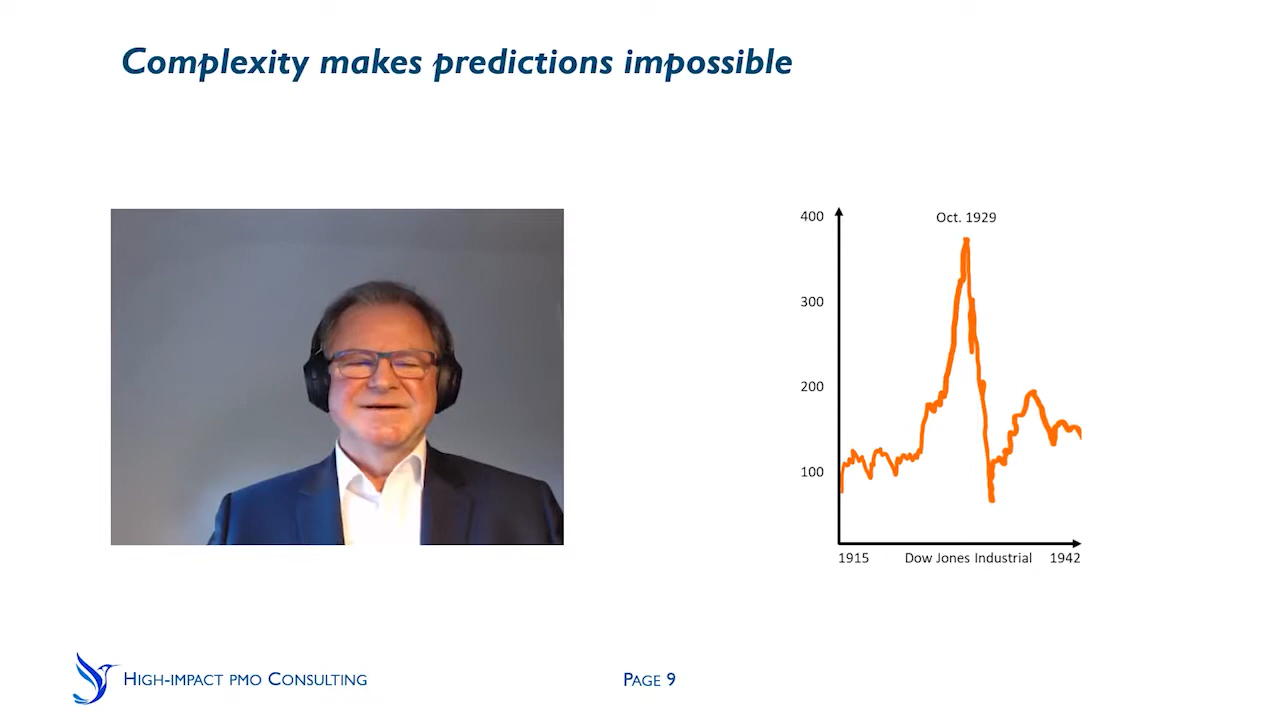 Complexity makes predictions impossible
400
Oct. 1929
300
200
100
1915
Dow Jones Industrial
1942
High-impact PMO Consulting
Page 9